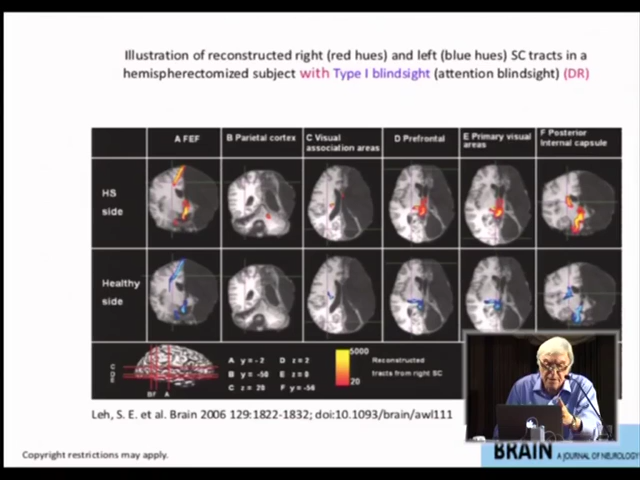 Illustration of reconstructed right (red hues) and left (blue hues) SC tracts in a
hemispherectomized subject with Type I blindsight (attention blindsight) (DR)
A FEF
B Parietal cortex
C Visual
association areas
D Prefrontal
E Primary visual
areas
F Posterior
Internal capsule
HS
side
Healthy
side
A y = - 2
B y = -50
C z = 20
D z = 2
E z = 0
F y = -56
5000
20
Reconstructed
tracts from right SC
Leh, S. E. et al. Brain 2006 129:1822-1832; doi:10.1093/brain/awl111
Copyright restrictions may apply.
BRAIN
A JOURNAL OF NEUROLOGY